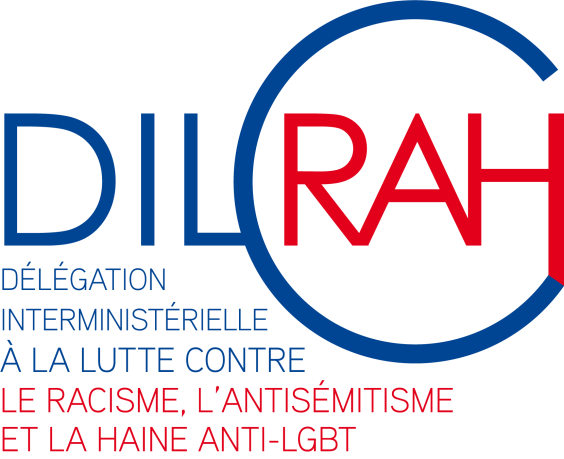 DILCRAH
DÉLÉGATION
INTERMINISTÉRIELLE
À LA LUTTE CONTRE
LE RACISME, L'ANTISÉMITISME
ET LA HAINE ANTI-LGBT